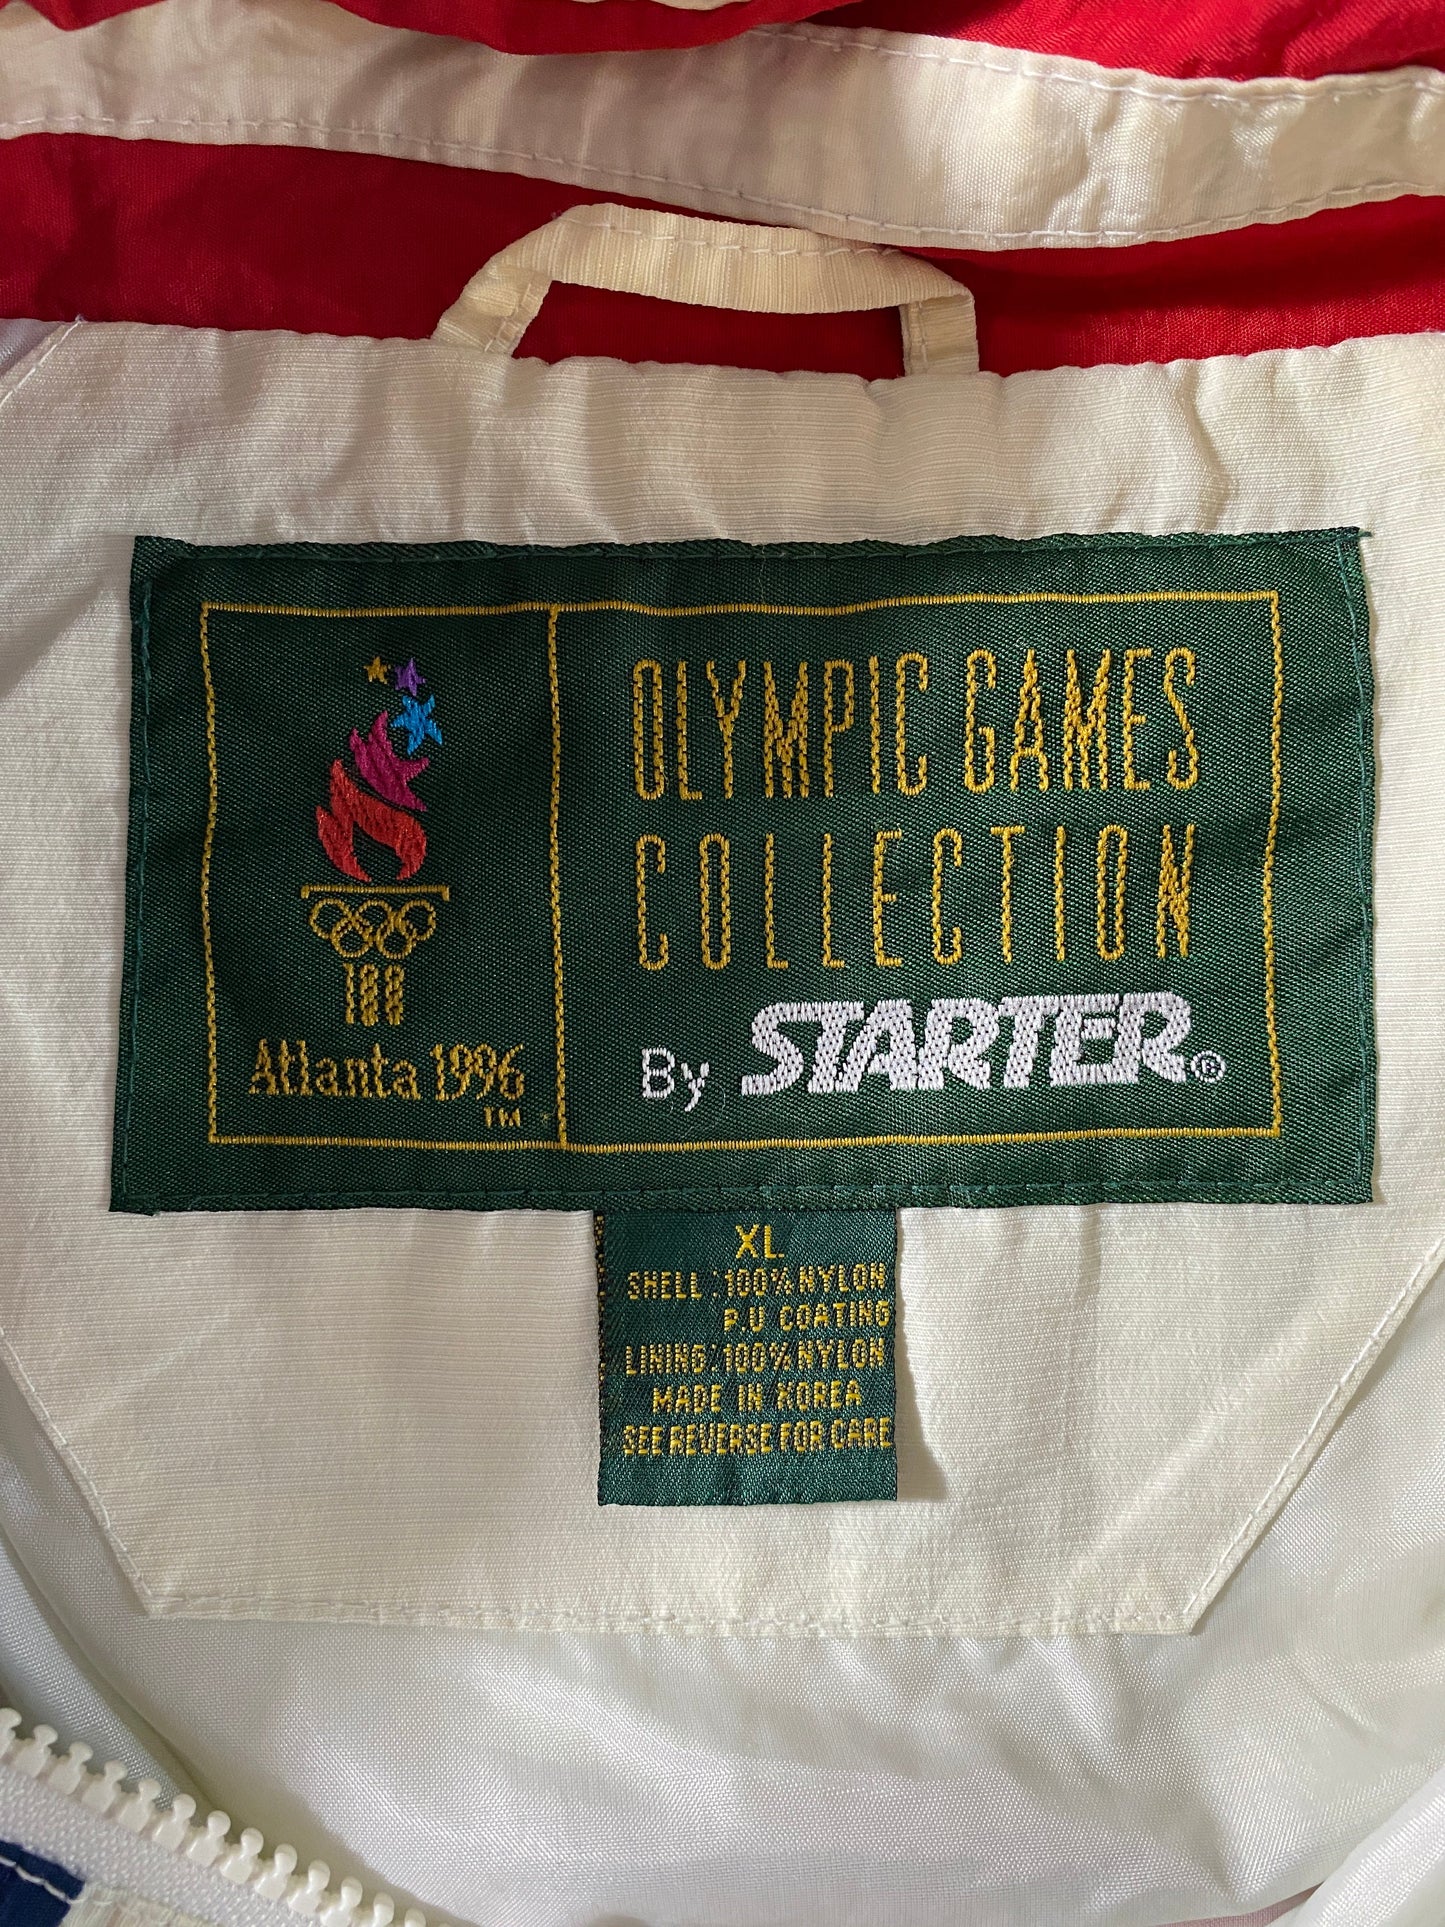 100
Atlanta 1996
TM
OLYMPIC GAMES
COLLECTION
By STARTER®
XL
SHELL:100% NYLON
P.U COATING
LINING:100% NYLON
MADE IN KOREA
SEE REVERSE FOR CARE